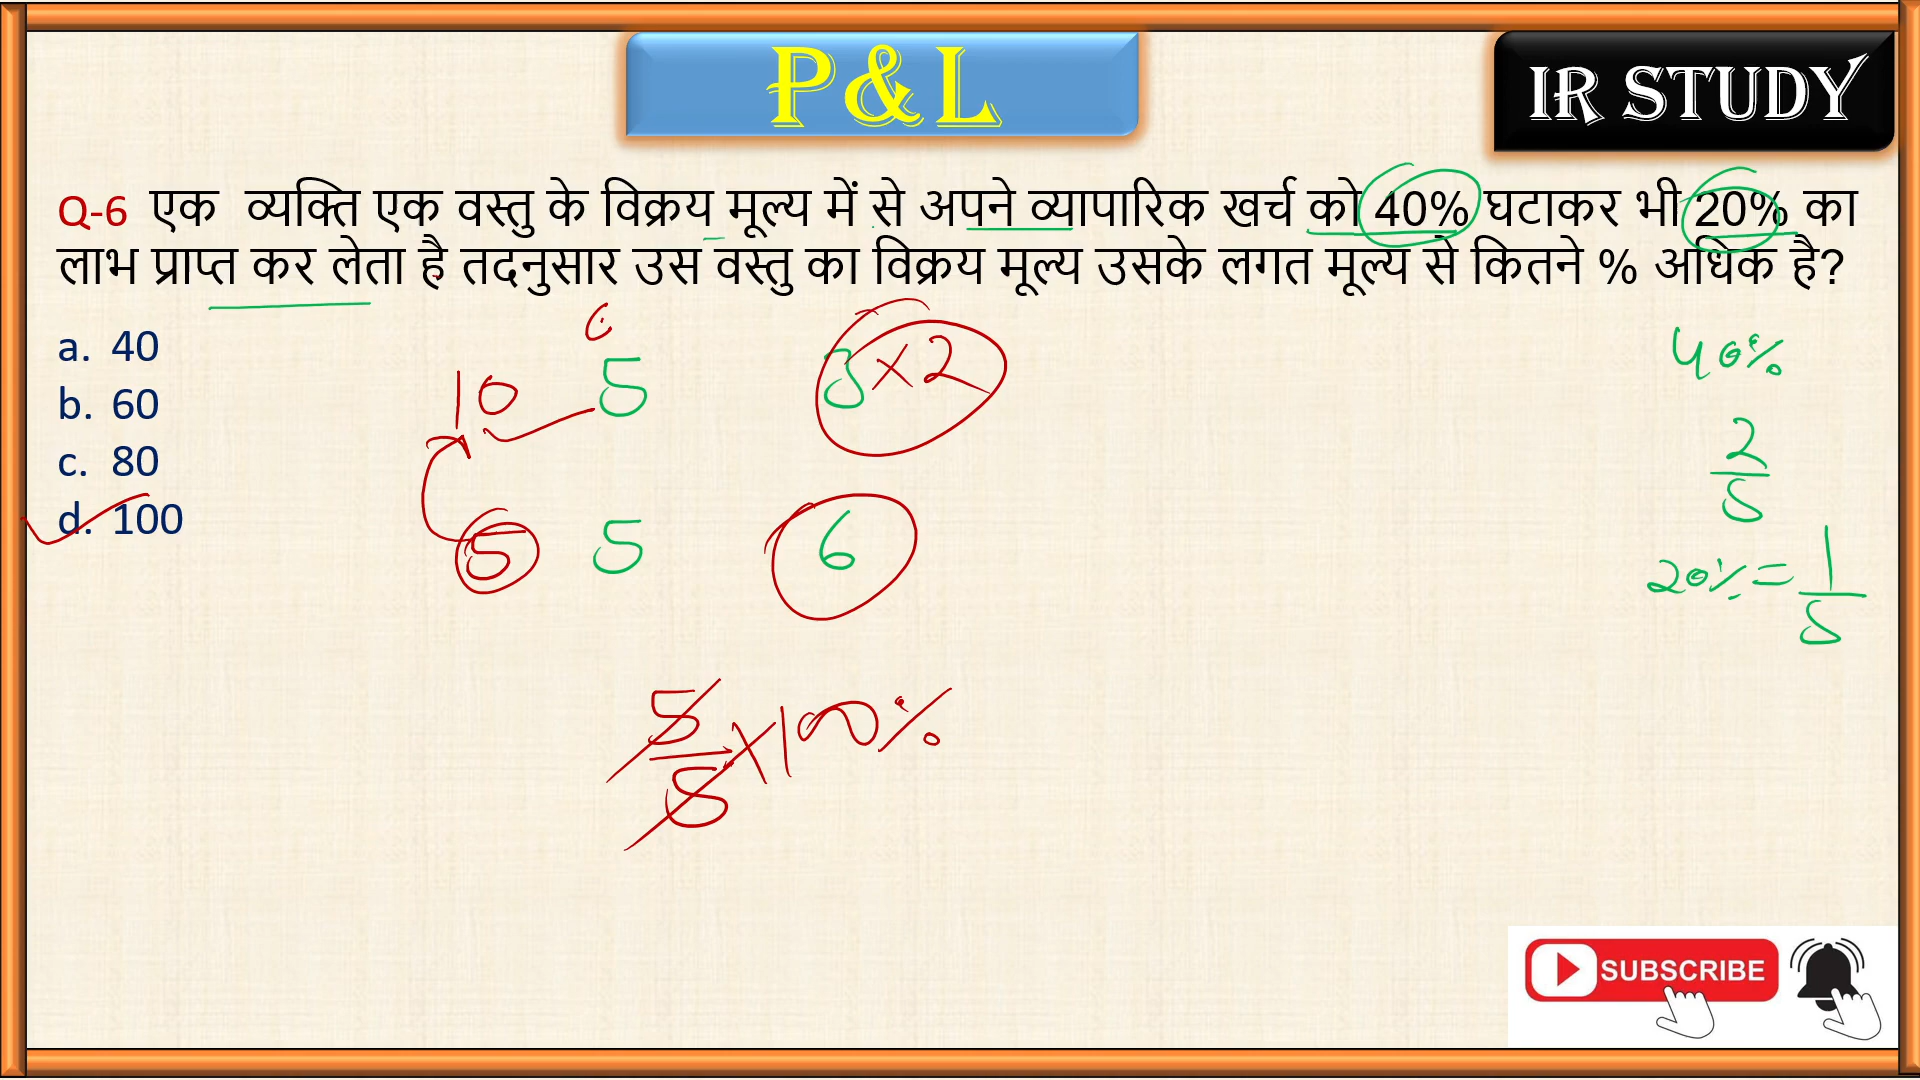 P&L
IR STUDY
Q-6 एक व्यक्ति एक वस्तु के विक्रय मूल्य में से अपने व्यापारिक खर्च को 40% घटाकर भी 20% का
लाभ प्राप्त कर लेता है तदनुसार उस वस्तु का विक्रय मूल्य उसके लगत मूल्य से कितने % अधिक है?
a. 40
b. 60
c. 80
d. 100
10 5 3×2
5 5 6
5/5 ×100%
40%
2/5
20% = 1/5
SUBSCRIBE